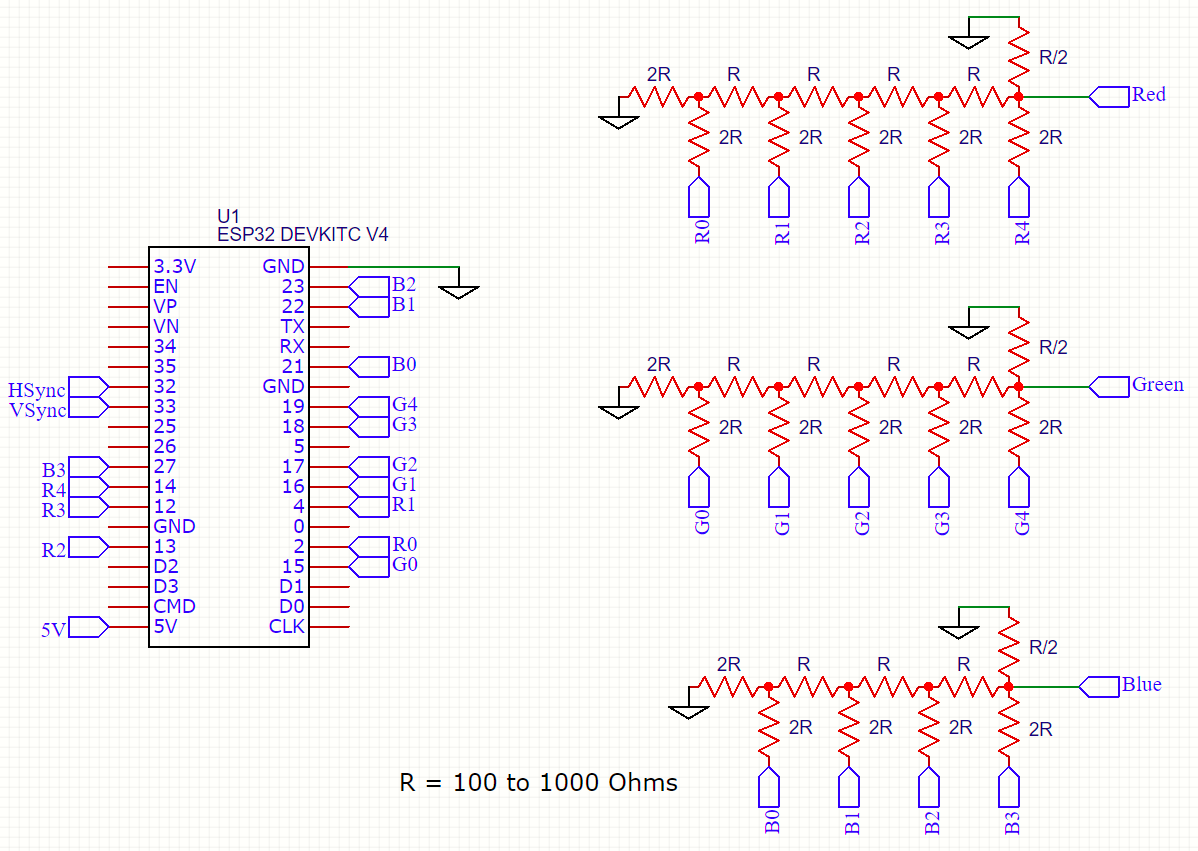 U1
ESP32 DEVKITC V4
3.3V GND
EN 23 B2
VP 22 B1
VN TX
34 RX
35 21 B0
HSync 32 GND
VSync 33 19 G4
25 18 G3
26 5
B3 27 17 G2
R4 14 16 G1
R3 12 4 R1
GND 0
R2 13 2 R0
D2 15 G0
D3 D1
CMD D0
5V 5V CLK
R/2
2R R R R R
Red
2R 2R 2R 2R 2R
R0 R1 R2 R3 R4
R/2
2R R R R R
Green
2R 2R 2R 2R 2R
G0 G1 G2 G3 G4
R/2
2R R R R
Blue
2R 2R 2R 2R
B0 B1 B2 B3
R = 100 to 1000 Ohms